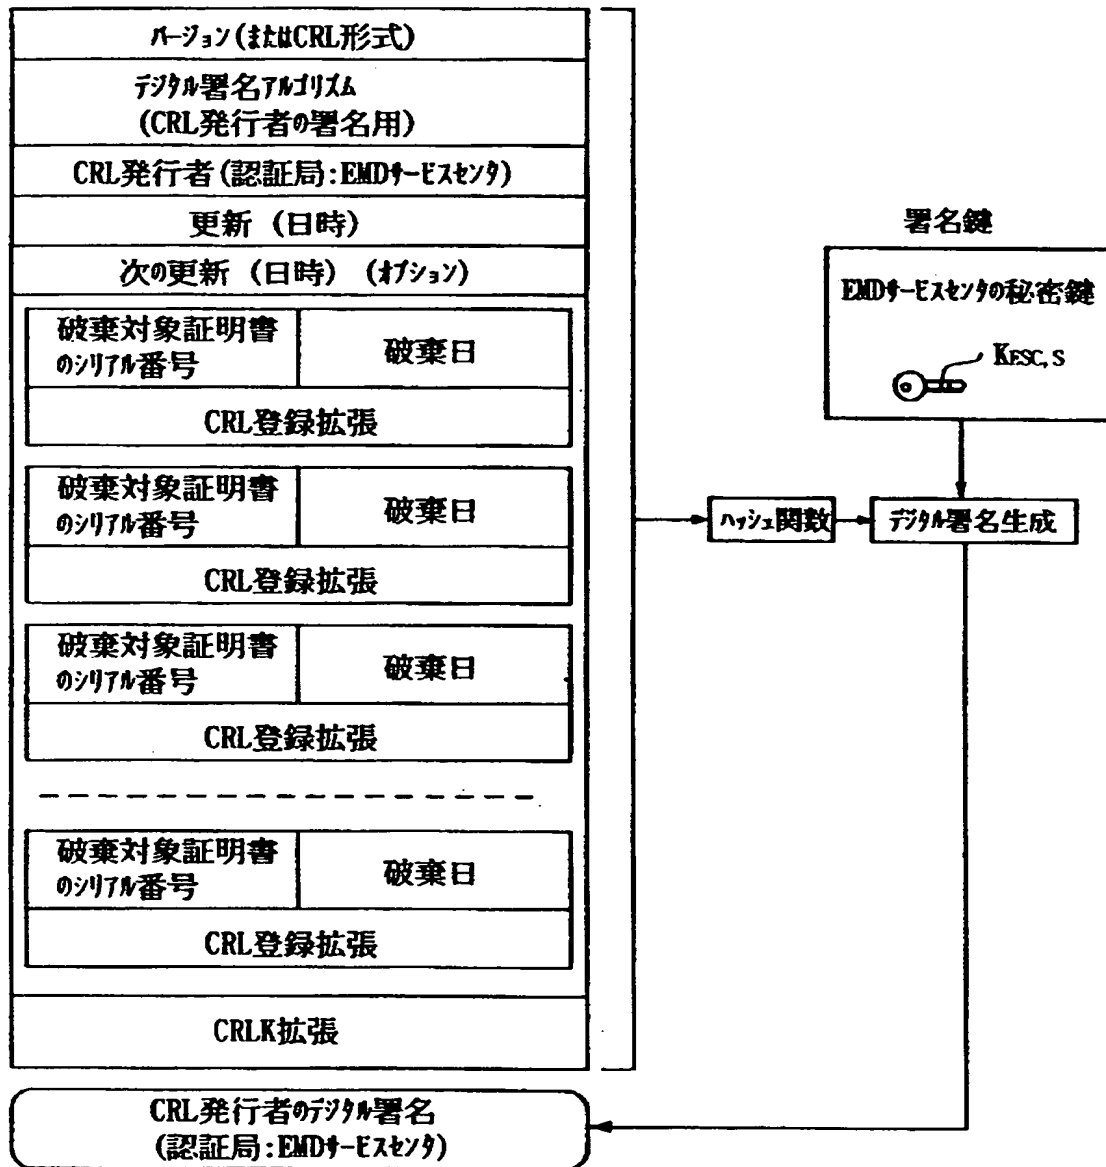 バージョン(またはCRL形式)
デジタル署名アルゴリズム
(CRL発行者の署名用)
CRL発行者(認証局:EMDサービスセンタ)
更新 (日時)
次の更新 (日時) (オプション)
破棄対象証明書
のシリアル番号
破棄日
CRL登録拡張
破棄対象証明書
のシリアル番号
破棄日
CRL登録拡張
破棄対象証明書
のシリアル番号
破棄日
CRL登録拡張
破棄対象証明書
のシリアル番号
破棄日
CRL登録拡張
CRLK拡張
CRL発行者のデジタル署名
(認証局:EMDサービスセンタ)
署名鍵
EMDサービスセンタの秘密鍵
KESC,S
ハッシュ関数
デジタル署名生成